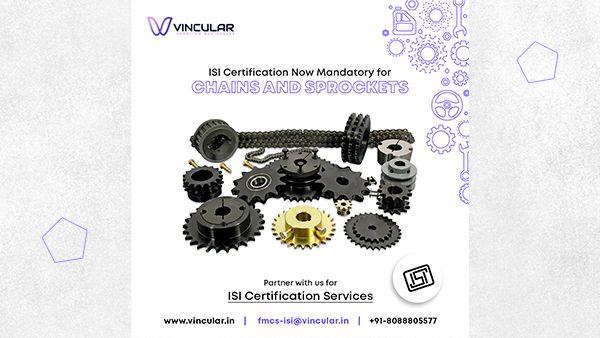 VINCULAR
ISI Certification Now Mandatory for
CHAINS AND SPROCKETS
Partner with us for
ISI Certification Services
ISI
www.vincular.in | fmcs-isi@vincular.in | +91-8088805577